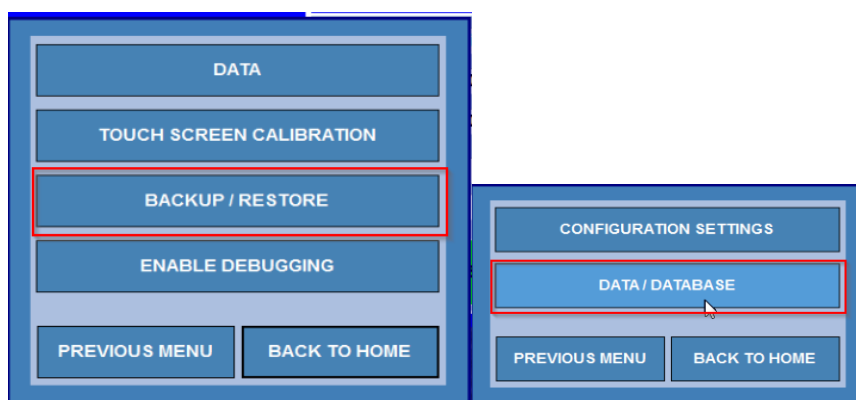 DATA
TOUCH SCREEN CALIBRATION
BACKUP / RESTORE
ENABLE DEBUGGING
PREVIOUS MENU
BACK TO HOME
CONFIGURATION SETTINGS
DATA / DATABASE
PREVIOUS MENU
BACK TO HOME